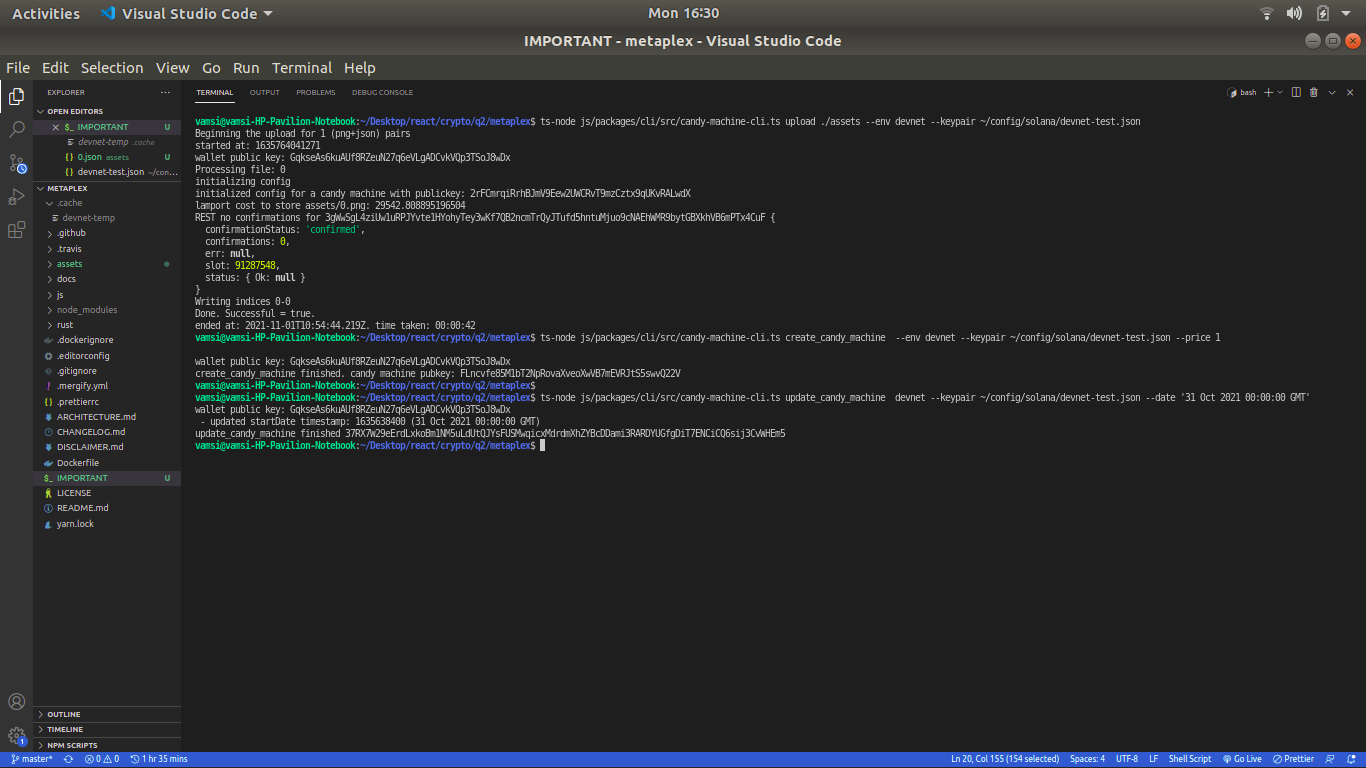 Activities Visual Studio Code Mon 16:30
IMPORTANT - metaplex - Visual Studio Code
File Edit Selection View Go Run Terminal Help
EXPLORER
OPEN EDITORS
IMPORTANT U
devnet-temp .cache
0.json assets U
devnet-test.json ~/con...
METAPLEX
.cache
devnet-temp
.github
.travis
assets
docs
js
node_modules
rust
.dockerignore
.editorconfig
.gitignore
.mergify.yml
.prettierrc
ARCHITECTURE.md
CHANGELOG.md
DISCLAIMER.md
Dockerfile
IMPORTANT U
LICENSE
README.md
yarn.lock
OUTLINE
TIMELINE
NPM SCRIPTS
TERMINAL OUTPUT PROBLEMS DEBUG CONSOLE bash
vamsi@vamsi-HP-Pavilion-Notebook:~/Desktop/react/crypto/q2/metaplex$ ts-node js/packages/cli/src/candy-machine-cli.ts upload ./assets --env devnet --keypair ~/config/solana/devnet-test.json
Beginning the upload for 1 (png+json) pairs
started at: 1635764041271
wallet public key: GqkseAs6kuAUf8RZeuN27q6eVLgADCvkVQp3TSoJ8wDx
Processing file: 0
initializing config
initialized config for a candy machine with publickey: 2rFCmrqiRrhBJmV9Eew2UWCRvT9mzCztx9qUKvRALwdX
lamport cost to store assets/0.png: 29542.808895196504
REST no confirmations for 3gWwSgL4ziUw1uRPJYvte1HYohyTey3wKf7QB2ncmTrQyJTufd5hntuMjuo9cNAEhWMR9bytGBXkhVB6mPTx4CuF {
confirmationStatus: 'confirmed',
confirmations: 0,
err: null,
slot: 91287548,
status: { Ok: null }
}
Writing indices 0-0
Done. Successful = true.
ended at: 2021-11-01T10:54:44.219Z. time taken: 00:00:42
vamsi@vamsi-HP-Pavilion-Notebook:~/Desktop/react/crypto/q2/metaplex$ ts-node js/packages/cli/src/candy-machine-cli.ts create_candy_machine --env devnet --keypair ~/config/solana/devnet-test.json --price 1
wallet public key: GqkseAs6kuAUf8RZeuN27q6eVLgADCvkVQp3TSoJ8wDx
create_candy_machine finished. candy machine pubkey: FLncvfe85M1bT2NpRovaXveoXwVB7mEVRJtS5swvQ22V
vamsi@vamsi-HP-Pavilion-Notebook:~/Desktop/react/crypto/q2/metaplex$
vamsi@vamsi-HP-Pavilion-Notebook:~/Desktop/react/crypto/q2/metaplex$ ts-node js/packages/cli/src/candy-machine-cli.ts update_candy_machine devnet --keypair ~/config/solana/devnet-test.json --date '31 Oct 2021 00:00:00 GMT'
wallet public key: GqkseAs6kuAUf8RZeuN27q6eVLgADCvkVQp3TSoJ8wDx
- updated startDate timestamp: 1635638400 (31 Oct 2021 00:00:00 GMT)
update_candy_machine finished 37RX7W29eErdLxkoBm1NM5uLdUtQJYsFUSMwqicxMdrdmXhZYBcDDami3RARDYUGfgDiT7ENCiCQ6sij3CvWHEm5
vamsi@vamsi-HP-Pavilion-Notebook:~/Desktop/react/crypto/q2/metaplex$
1
master* 0 0 1 hr 35 mins Ln 20, Col 155 (154 selected) Spaces: 4 UTF-8 LF Shell Script Go Live Prettier